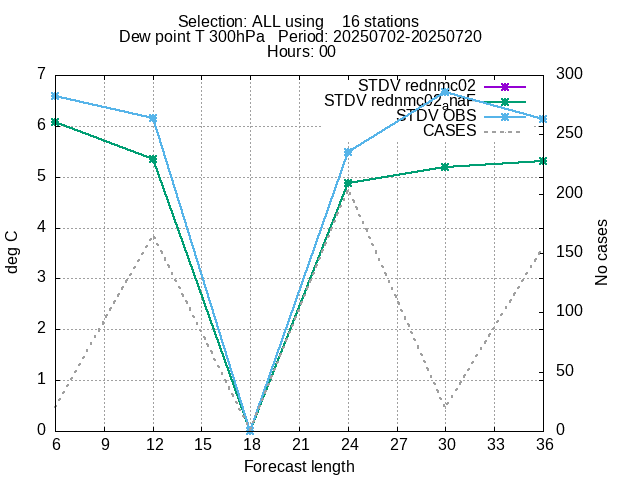 Selection: ALL using    16 stations
Dew point T 300hPa   Period: 20250702-20250720
Hours: 00
STDV rednmc02
STDV rednmc02_nar
STDV OBS
CASES
7
6
5
4
3
2
1
0
300
250
200
150
100
50
0
deg C
No cases
6 9 12 15 18 21 24 27 30 33 36
Forecast length